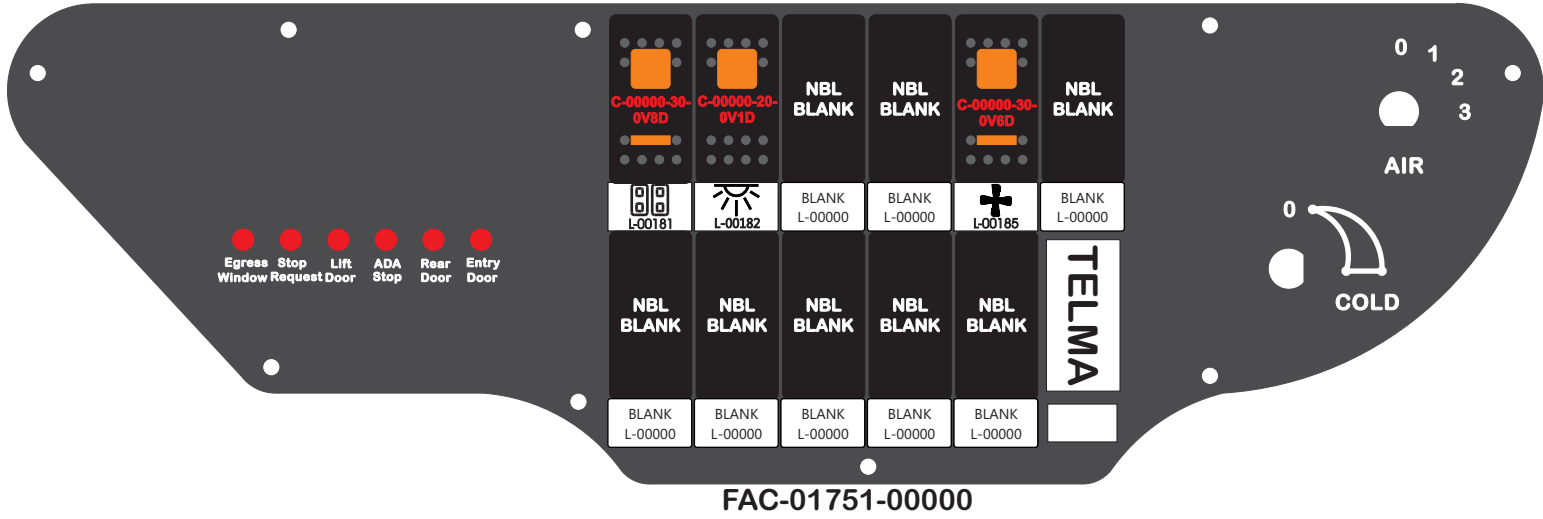 C-00000-30-
0V8D
C-00000-20-
0V1D
NBL
BLANK
NBL
BLANK
C-00000-30-
0V6D
NBL
BLANK
L-00181
L-00182
BLANK
L-00000
BLANK
L-00000
L-00185
BLANK
L-00000
0
1
2
3
AIR
0
COLD
Egress
Window
Stop
Request
Lift
Door
ADA
Stop
Rear
Door
Entry
Door
NBL
BLANK
NBL
BLANK
NBL
BLANK
NBL
BLANK
NBL
BLANK
TELMA
BLANK
L-00000
BLANK
L-00000
BLANK
L-00000
BLANK
L-00000
BLANK
L-00000
FAC-01751-00000